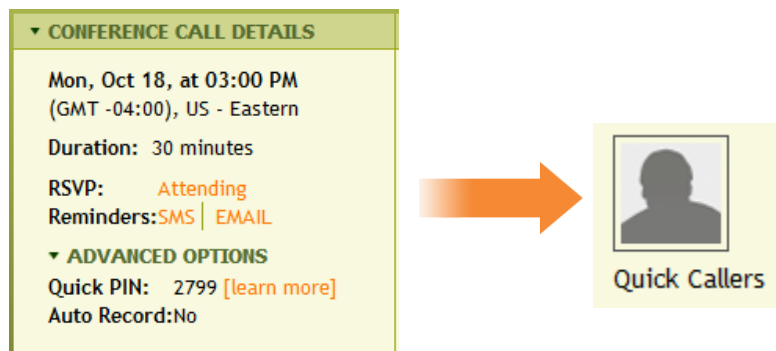 CONFERENCE CALL DETAILS
Mon, Oct 18, at 03:00 PM
(GMT -04:00), US - Eastern
Duration: 30 minutes
RSVP: Attending
Reminders:SMS | EMAIL
ADVANCED OPTIONS
Quick PIN: 2799 [learn more]
Auto Record:No
Quick Callers